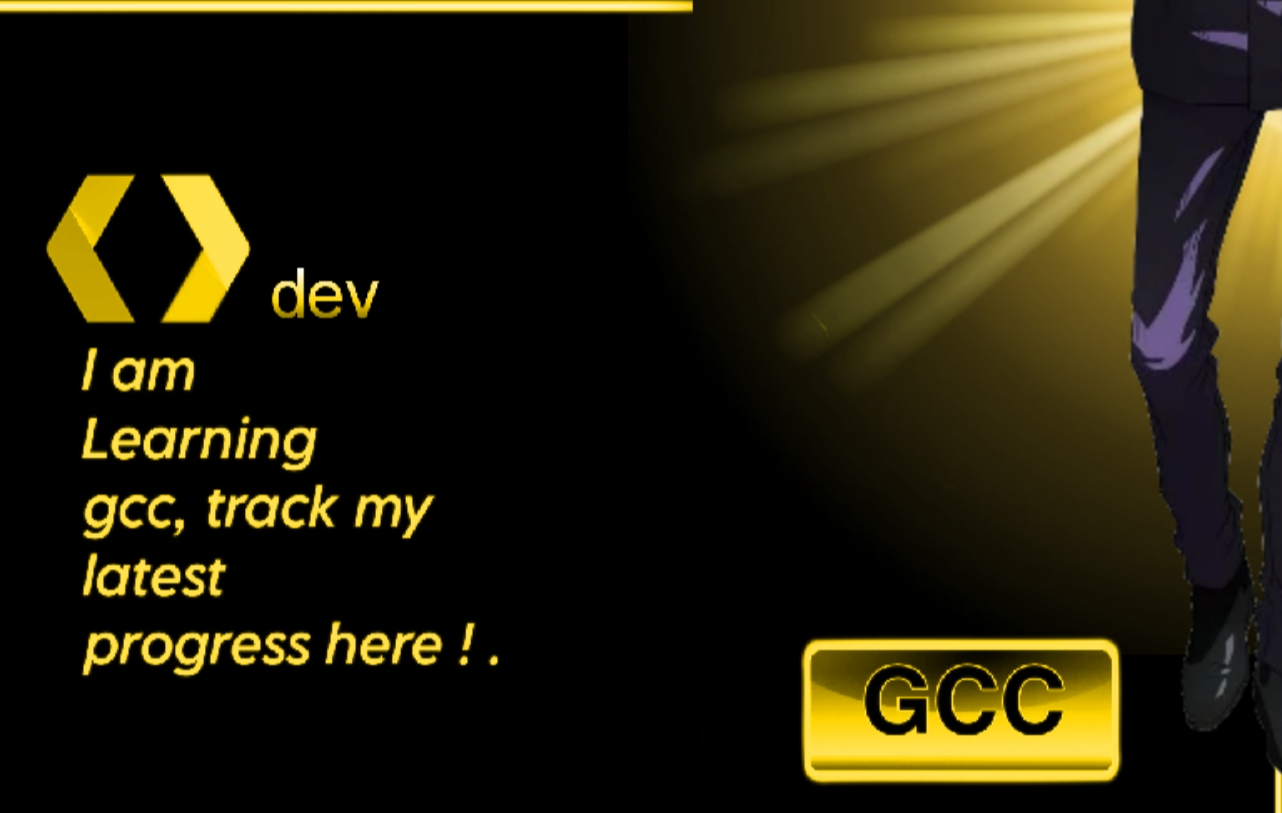 dev
I am
Learning
gcc, track my
latest
progress here ! .
GCC